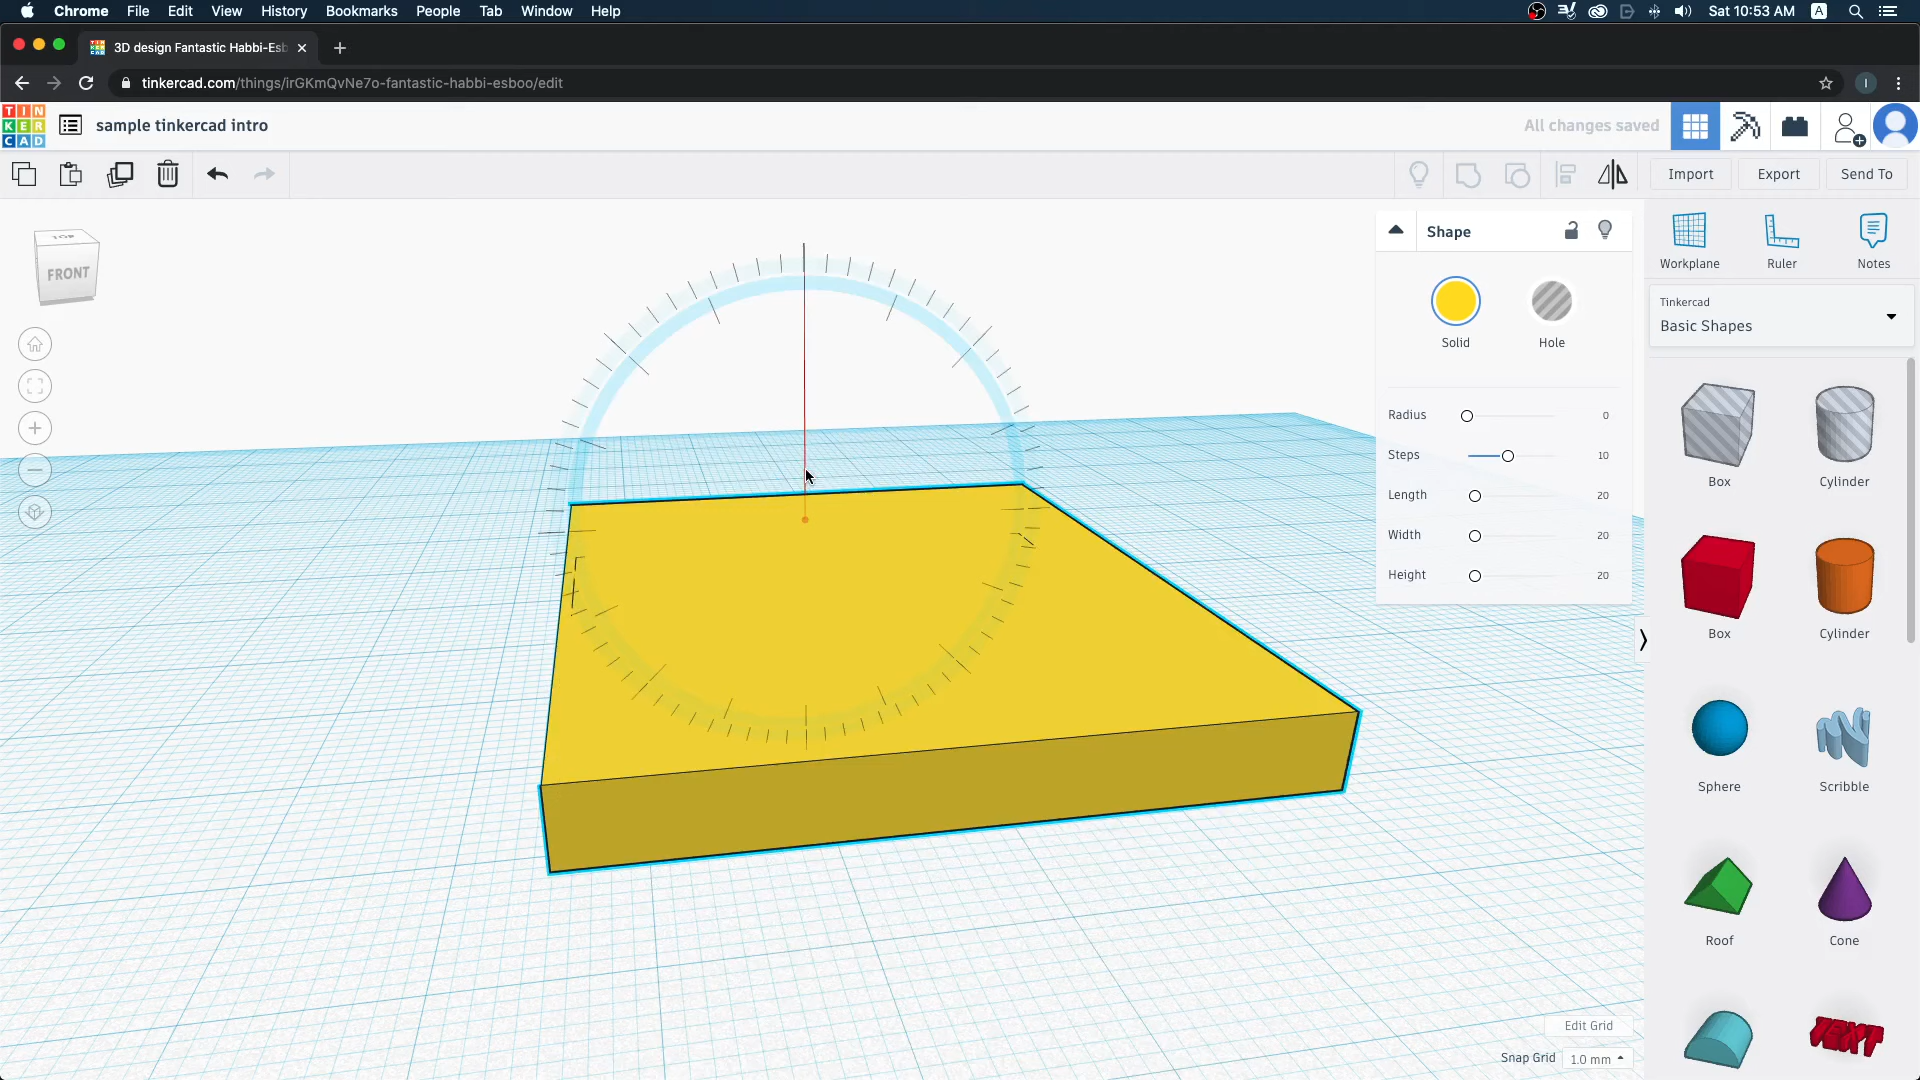 Chrome File Edit View History Bookmarks People Tab Window Help
Sat 10:53 AM A
3D design Fantastic Habbi-Esb
tinkercad.com/things/irGKmQvNe7o-fantastic-habbi-esboo/edit
I
TIN
KER
CAD
sample tinkercad intro
All changes saved
Import Export Send To
TOP
FRONT
Shape
Solid Hole
Radius 0
Steps 10
Length 20
Width 20
Height 20
Workplane Ruler Notes
Tinkercad
Basic Shapes
Box Cylinder
Box Cylinder
Sphere Scribble
Roof Cone
TEXT
Edit Grid
Snap Grid 1.0 mm